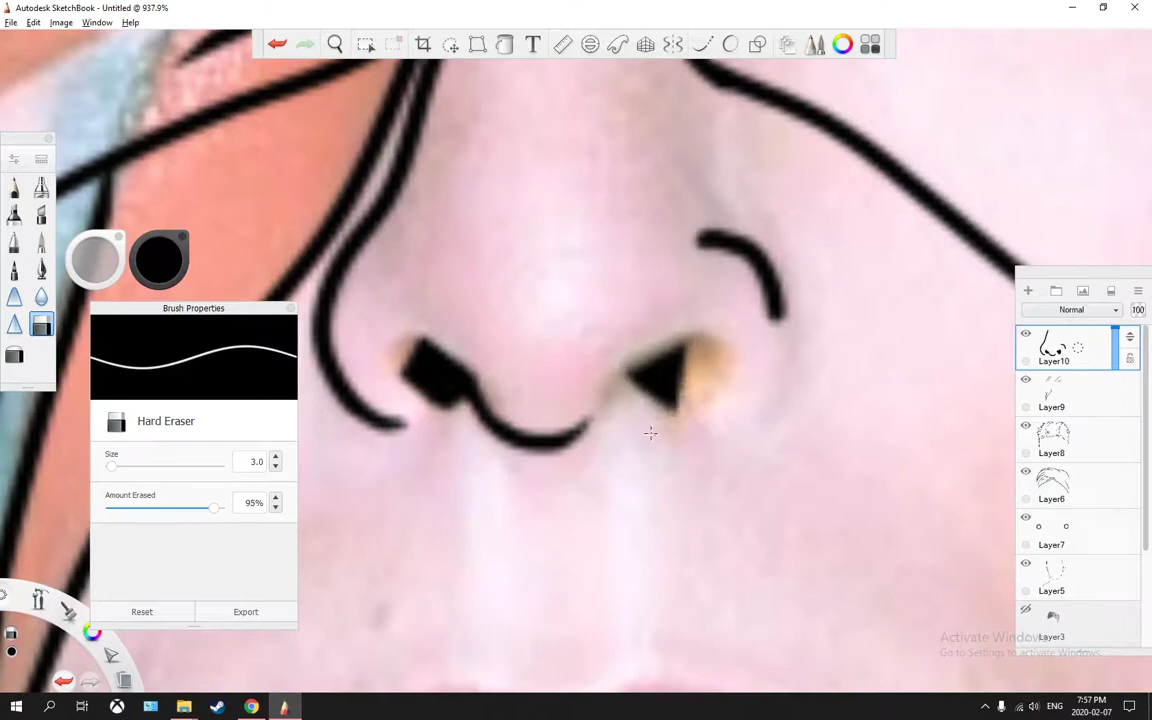 Autodesk SketchBook - Untitled @ 937.9%
File Edit Image Window Help
Brush Properties
Hard Eraser
Size
3.0
Amount Erased
95%
Reset Export
Normal 100
Layer10
Layer9
Layer8
Layer6
Layer7
Layer5
Layer3
Activate Windows
Go to Settings to activate Windows.
ENG
7:57 PM
2020-02-07